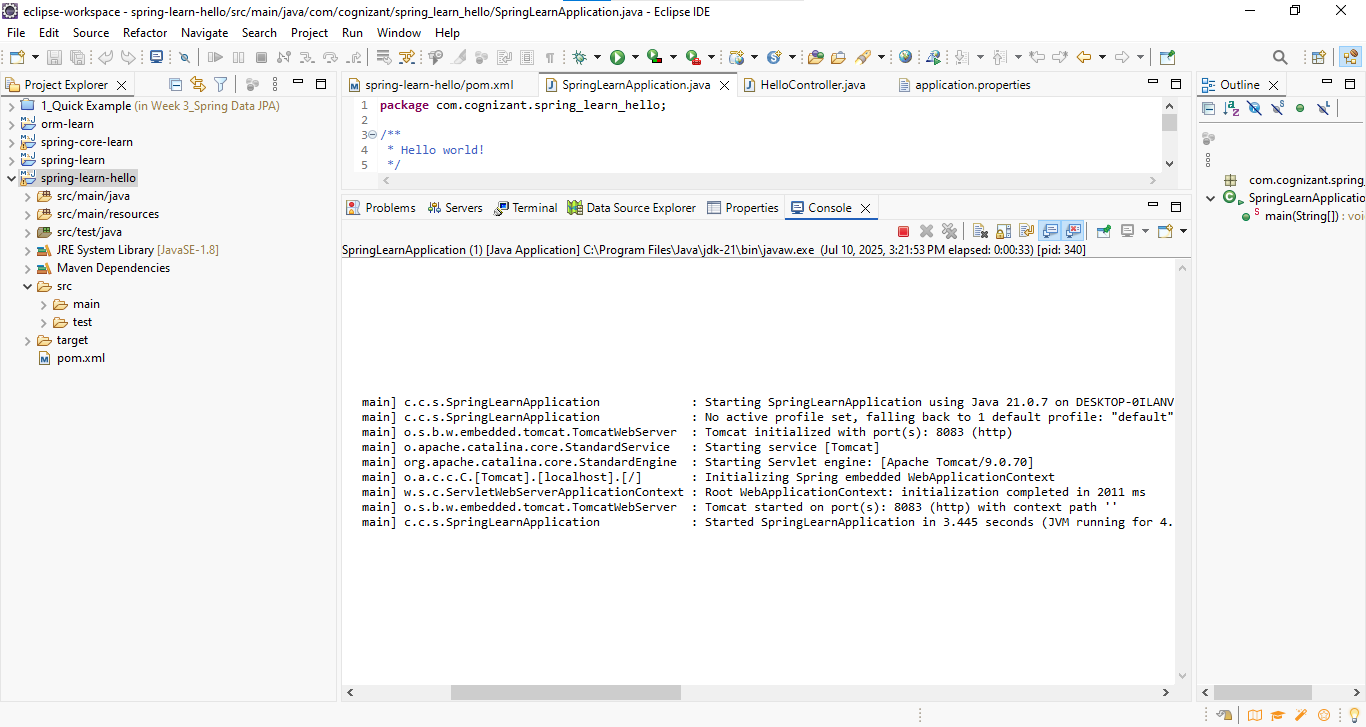 eclipse-workspace - spring-learn-hello/src/main/java/com/cognizant/spring_learn_hello/SpringLearnApplication.java - Eclipse IDE
File Edit Source Refactor Navigate Search Project Run Window Help
Project Explorer
1_Quick Example (in Week 3_Spring Data JPA)
orm-learn
spring-core-learn
spring-learn
spring-learn-hello
src/main/java
src/main/resources
src/test/java
JRE System Library [JavaSE-1.8]
Maven Dependencies
src
main
test
target
pom.xml
spring-learn-hello/pom.xml SpringLearnApplication.java HelloController.java application.properties
1 package com.cognizant.spring_learn_hello;
2
3 /**
4 * Hello world!
5 */
Problems Servers Terminal Data Source Explorer Properties Console
SpringLearnApplication (1) [Java Application] C:\Program Files\Java\jdk-21\bin\javaw.exe (Jul 10, 2025, 3:21:53 PM elapsed: 0:00:33) [pid: 340]
main] c.c.s.SpringLearnApplication : Starting SpringLearnApplication using Java 21.0.7 on DESKTOP-0ILANV
main] c.c.s.SpringLearnApplication : No active profile set, falling back to 1 default profile: "default"
main] o.s.b.w.embedded.tomcat.TomcatWebServer : Tomcat initialized with port(s): 8083 (http)
main] o.apache.catalina.core.StandardService : Starting service [Tomcat]
main] org.apache.catalina.core.StandardEngine : Starting Servlet engine: [Apache Tomcat/9.0.70]
main] o.a.c.c.C.[Tomcat].[localhost].[/] : Initializing Spring embedded WebApplicationContext
main] w.s.c.ServletWebServerApplicationContext : Root WebApplicationContext: initialization completed in 2011 ms
main] o.s.b.w.embedded.tomcat.TomcatWebServer : Tomcat started on port(s): 8083 (http) with context path ''
main] c.c.s.SpringLearnApplication : Started SpringLearnApplication in 3.445 seconds (JVM running for 4.
Outline
com.cognizant.spring_
SpringLearnApplicatio
main(String[]) : voi